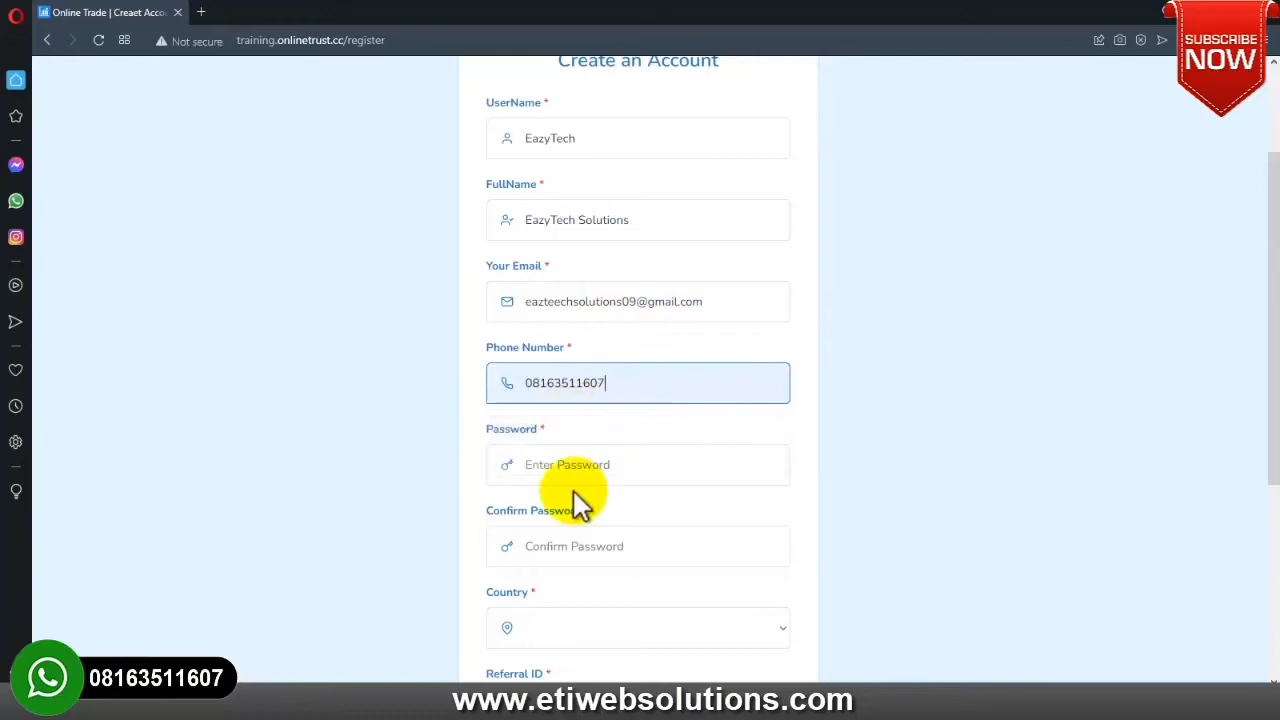 Online Trade | Creaet Acco
Not secure
training.onlinetrust.cc/register
SUBSCRIBE
NOW
Create an Account
UserName *
EazyTech
FullName *
EazyTech Solutions
Your Email *
eazteechsolutions09@gmail.com
Phone Number *
08163511607
Password *
Enter Password
Confirm Passwo
Confirm Password
Country *
Referral ID *
08163511607
www.etiwebsolutions.com